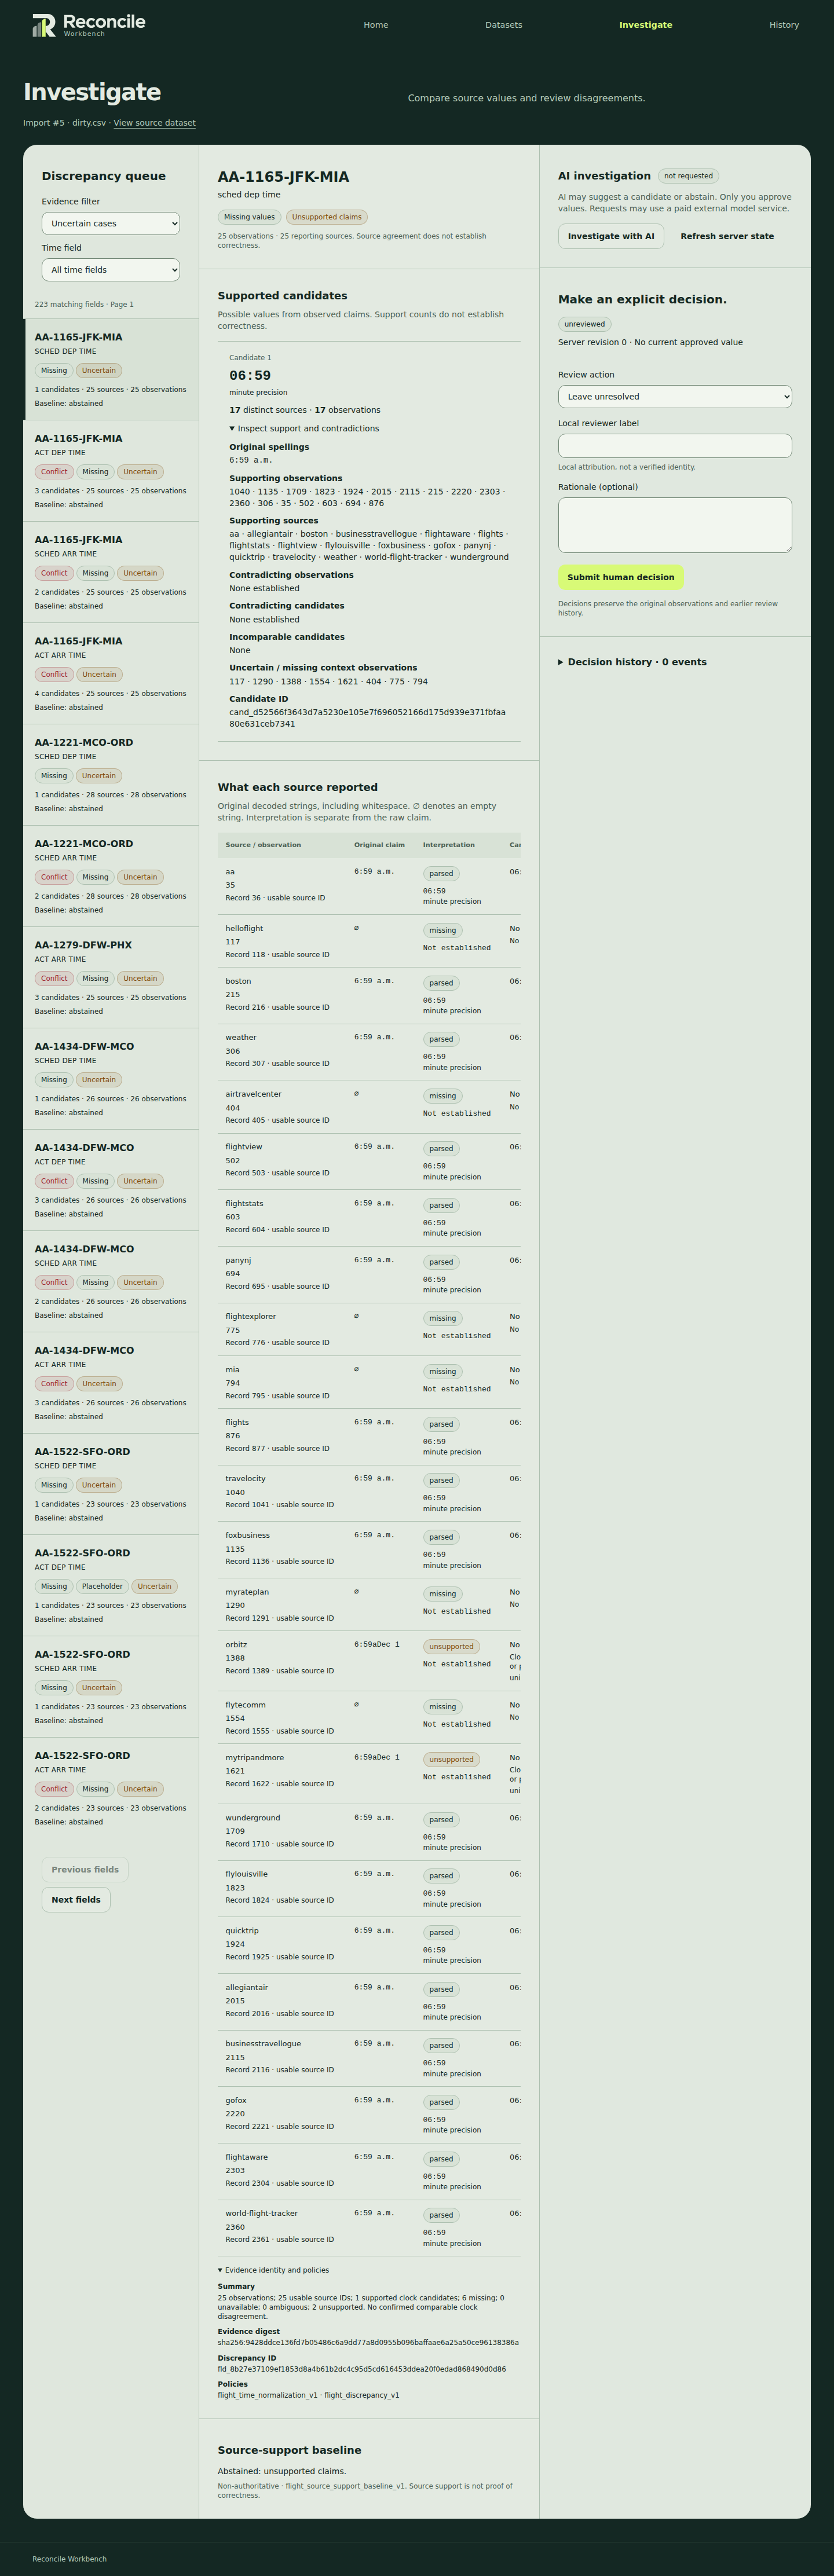 Reconcile
Workbench
Home
Datasets
Investigate
History
Investigate
Compare source values and review disagreements.
Import #5 · dirty.csv · View source dataset
Discrepancy queue
Evidence filter
Uncertain cases
Time field
All time fields
223 matching fields · Page 1
AA-1165-JFK-MIA
SCHED DEP TIME
Missing Uncertain
1 candidates · 25 sources · 25 observations
Baseline: abstained
AA-1165-JFK-MIA
ACT DEP TIME
Conflict Missing Uncertain
3 candidates · 25 sources · 25 observations
Baseline: abstained
AA-1165-JFK-MIA
SCHED ARR TIME
Conflict Missing Uncertain
2 candidates · 25 sources · 25 observations
Baseline: abstained
AA-1165-JFK-MIA
ACT ARR TIME
Conflict Uncertain
4 candidates · 25 sources · 25 observations
Baseline: abstained
AA-1221-MCO-ORD
SCHED DEP TIME
Missing Uncertain
1 candidates · 28 sources · 28 observations
Baseline: abstained
AA-1221-MCO-ORD
SCHED ARR TIME
Conflict Missing Uncertain
2 candidates · 28 sources · 28 observations
Baseline: abstained
AA-1279-DFW-PHX
ACT ARR TIME
Conflict Missing Uncertain
3 candidates · 25 sources · 25 observations
Baseline: abstained
AA-1434-DFW-MCO
SCHED DEP TIME
Missing Uncertain
1 candidates · 26 sources · 26 observations
Baseline: abstained
AA-1434-DFW-MCO
ACT DEP TIME
Conflict Missing Uncertain
3 candidates · 26 sources · 26 observations
Baseline: abstained
AA-1434-DFW-MCO
SCHED ARR TIME
Conflict Missing Uncertain
2 candidates · 26 sources · 26 observations
Baseline: abstained
AA-1434-DFW-MCO
ACT ARR TIME
Conflict Uncertain
3 candidates · 26 sources · 26 observations
Baseline: abstained
AA-1522-SFO-ORD
SCHED DEP TIME
Missing Uncertain
1 candidates · 23 sources · 23 observations
Baseline: abstained
AA-1522-SFO-ORD
ACT DEP TIME
Missing Placeholder Uncertain
1 candidates · 23 sources · 23 observations
Baseline: abstained
AA-1522-SFO-ORD
SCHED ARR TIME
Missing Uncertain
1 candidates · 23 sources · 23 observations
Baseline: abstained
AA-1522-SFO-ORD
ACT ARR TIME
Conflict Missing Uncertain
2 candidates · 23 sources · 23 observations
Baseline: abstained
Previous fields
Next fields
AA-1165-JFK-MIA
sched dep time
Missing values Unsupported claims
25 observations · 25 reporting sources. Source agreement does not establish
correctness.
Supported candidates
Possible values from observed claims. Support counts do not establish
correctness.
Candidate 1
06:59
minute precision
17 distinct sources · 17 observations
▼ Inspect support and contradictions
Original spellings
6:59 a.m.
Supporting observations
1040 · 1135 · 1709 · 1823 · 1924 · 2015 · 2115 · 215 · 2220 · 2303 ·
2360 · 306 · 35 · 502 · 603 · 694 · 876
Supporting sources
aa · allegiantair · boston · businesstravellogue · flightaware · flights ·
flightstats · flightview · flylouisville · foxbusiness · gofox · panynj ·
quicktrip · travelocity · weather · world-flight-tracker · wunderground
Contradicting observations
None established
Contradicting candidates
None established
Incomparable candidates
None
Uncertain / missing context observations
117 · 1290 · 1388 · 1554 · 1621 · 404 · 775 · 794
Candidate ID
cand_d52566f3643d7a5230e105e7f696052166d175d939e371fbfaa
80e631ceb7341
What each source reported
Original decoded strings, including whitespace. ∅ denotes an empty
string. Interpretation is separate from the raw claim.
Source / observation Original claim Interpretation
aa 6:59 a.m. parsed 06:
35 06:59
Record 36 · usable source ID minute precision
helloflight ∅ missing No
117 Not established No
Record 118 · usable source ID
boston 6:59 a.m. parsed 06:
215 06:59
Record 216 · usable source ID minute precision
weather 6:59 a.m. parsed 06:
306 06:59
Record 307 · usable source ID minute precision
airtravelcenter ∅ missing No
404 Not established No
Record 405 · usable source ID
flightview 6:59 a.m. parsed 06:
502 06:59
Record 503 · usable source ID minute precision
flightstats 6:59 a.m. parsed 06:
603 06:59
Record 604 · usable source ID minute precision
panynj 6:59 a.m. parsed 06:
694 06:59
Record 695 · usable source ID minute precision
flightexplorer ∅ missing No
775 Not established No
Record 776 · usable source ID
mia ∅ missing No
794 Not established No
Record 795 · usable source ID
flights 6:59 a.m. parsed 06:
876 06:59
Record 877 · usable source ID minute precision
travelocity 6:59 a.m. parsed 06:
1040 06:59
Record 1041 · usable source ID minute precision
foxbusiness 6:59 a.m. parsed 06:
1135 06:59
Record 1136 · usable source ID minute precision
myrateplan ∅ missing No
1290 Not established No
Record 1291 · usable source ID
orbitz 6:59aDec 1 unsupported No
1388 Not established Clo
Record 1389 · usable source ID or
uni
flytecomm ∅ missing No
1554 Not established No
Record 1555 · usable source ID
mytripandmore 6:59aDec 1 unsupported No
1621 Not established Clo
Record 1622 · usable source ID or
uni
wunderground 6:59 a.m. parsed 06:
1709 06:59
Record 1710 · usable source ID minute precision
flylouisville 6:59 a.m. parsed 06:
1823 06:59
Record 1824 · usable source ID minute precision
quicktrip 6:59 a.m. parsed 06:
1924 06:59
Record 1925 · usable source ID minute precision
allegiantair 6:59 a.m. parsed 06:
2015 06:59
Record 2016 · usable source ID minute precision
businesstravellogue 6:59 a.m. parsed 06:
2115 06:59
Record 2116 · usable source ID minute precision
gofox 6:59 a.m. parsed 06:
2220 06:59
Record 2221 · usable source ID minute precision
flightaware 6:59 a.m. parsed 06:
2303 06:59
Record 2304 · usable source ID minute precision
world-flight-tracker 6:59 a.m. parsed 06:
2360 06:59
Record 2361 · usable source ID minute precision
▼ Evidence identity and policies
Summary
25 observations; 25 usable source IDs; 1 supported clock candidates; 6 missing; 0
unavailable; 0 ambiguous; 2 unsupported. No confirmed comparable clock
disagreement.
Evidence digest
sha256:9428ddce136fd7b05486c6a9dd77a8d0955b096baffaae6a25a50ce96138386a
Discrepancy ID
fld_8b27e37109ef1853d8a4b61b2dc4c95d5cd616453ddea20f0edad868490d0d86
Policies
flight_time_normalization_v1 · flight_discrepancy_v1
Source-support baseline
Abstained: unsupported claims.
Non-authoritative · flight_source_support_baseline_v1. Source support is not proof of
correctness.
AI investigation not requested
AI may suggest a candidate or abstain. Only you approve
values. Requests may use a paid external model service.
Investigate with AI Refresh server state
Make an explicit decision.
unreviewed
Server revision 0 · No current approved value
Review action
Leave unresolved
Local reviewer label
Local attribution, not a verified identity.
Rationale (optional)
Submit human decision
Decisions preserve the original observations and earlier review
history.
▶ Decision history · 0 events
Reconcile Workbench